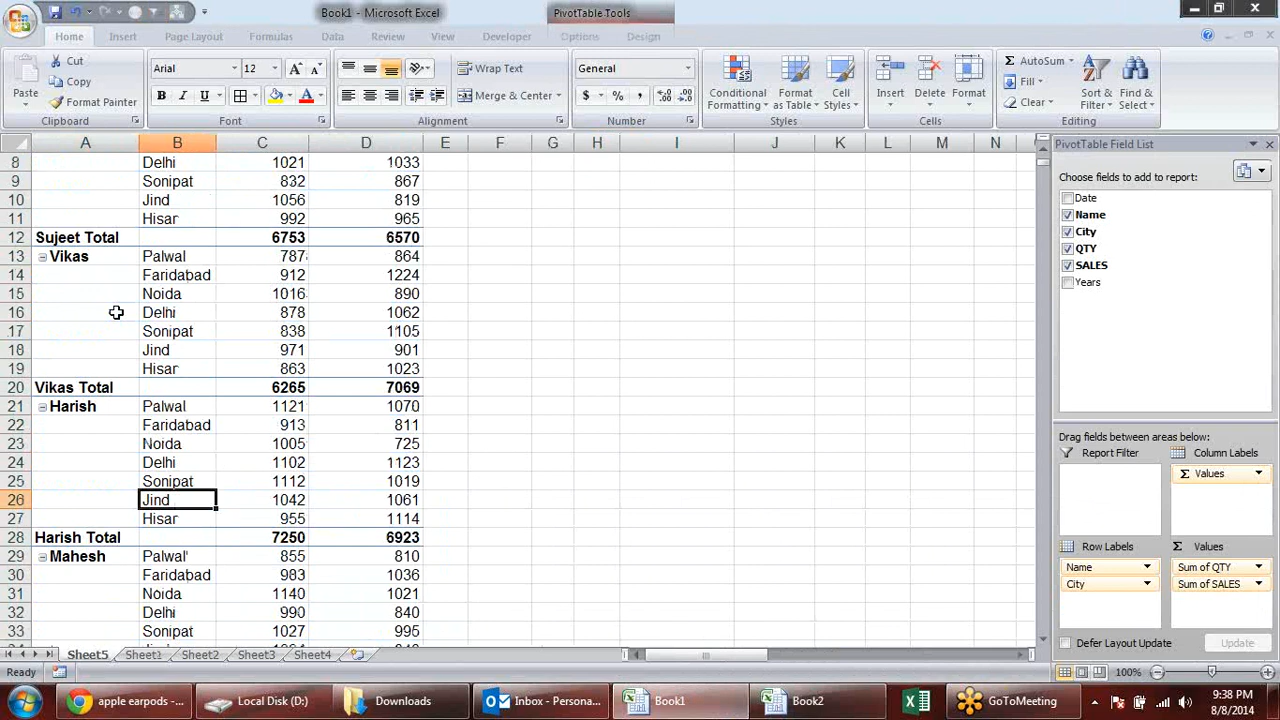 Book1 - Microsoft Excel
PivotTable Tools
Home Insert Page Layout Formulas Data Review View Developer Options Design
Paste
Cut
Copy
Format Painter
Clipboard
Arial 12
B I U
Font
Wrap Text
Merge & Center
Alignment
General
$ % ,
Number
Conditional Formatting
Format as Table
Cell Styles
Styles
Insert Delete Format
Cells
Σ AutoSum
Fill
Clear
Sort & Filter
Find & Select
Editing
A B C D E F G H I J K L M N
8 Delhi 1021 1033
9 Sonipat 832 867
10 Jind 1056 819
11 Hisar 992 965
12 Sujeet Total 6753 6570
13 Vikas Palwal 787 864
14 Faridabad 912 1224
15 Noida 1016 890
16 Delhi 878 1062
17 Sonipat 838 1105
18 Jind 971 901
19 Hisar 863 1023
20 Vikas Total 6265 7069
21 Harish Palwal 1121 1070
22 Faridabad 913 811
23 Noida 1005 725
24 Delhi 1102 1123
25 Sonipat 1112 1019
26 Jind 1042 1061
27 Hisar 955 1114
28 Harish Total 7250 6923
29 Mahesh Palwal' 855 810
30 Faridabad 983 1036
31 Noida 1140 1021
32 Delhi 990 840
33 Sonipat 1027 995
PivotTable Field List
Choose fields to add to report:
Date
Name
City
QTY
SALES
Years
Drag fields between areas below:
Report Filter
Column Labels
Σ Values
Row Labels
Σ Values
Name
City
Sum of QTY
Sum of SALES
Defer Layout Update
Update
Sheet5 Sheet1 Sheet2 Sheet3 Sheet4
Ready
100%
apple earpods -...
Local Disk (D:)
Downloads
Inbox - Persona...
Book1
Book2
GoToMeeting
9:38 PM
8/8/2014